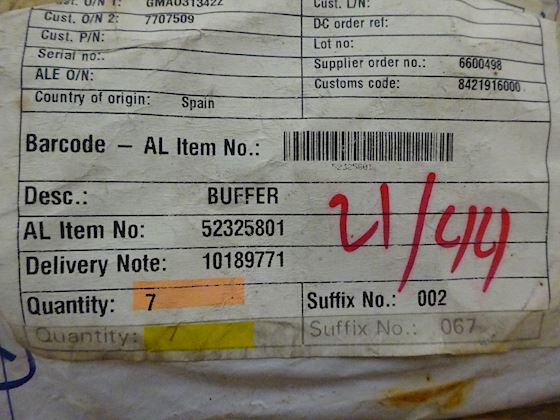 Cust. O/N 1: GMA0313422 Cust. L/N:
Cust. O/N 2: 7707509 DC order ref:
Cust. P/N: Lot no:
Serial no:. Supplier order no.: 6600498
ALE O/N: Customs code: 8421916000
Country of origin: Spain
Barcode – AL Item No.:
52325801
Desc.: BUFFER
AL Item No: 52325801
21/44
Delivery Note: 10189771
Quantity: 7 Suffix No.: 002
Quantity: 7 Suffix No.: 067